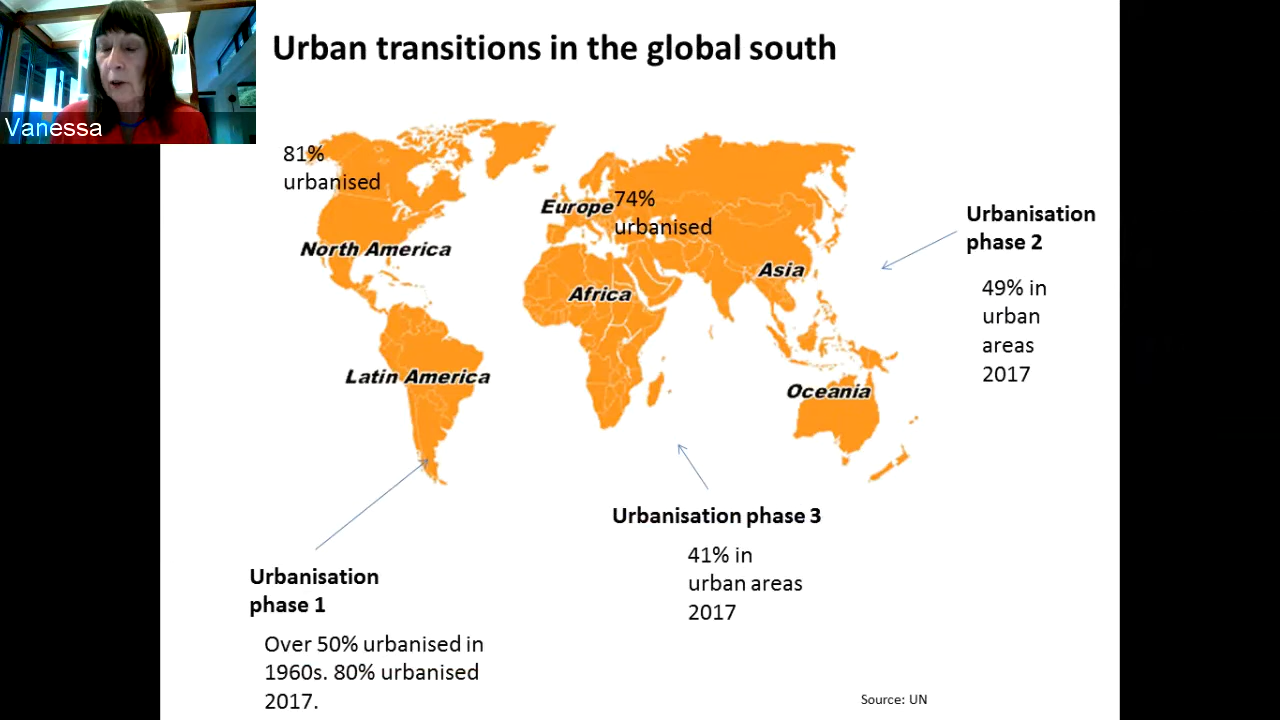 Vanessa
Urban transitions in the global south
81%
urbanised
North America
Europe
74%
urbanised
Africa
Asia
Latin America
Oceania
Urbanisation
phase 2
49% in
urban
areas
2017
Urbanisation phase 3
41% in
urban areas
2017
Urbanisation
phase 1
Over 50% urbanised in
1960s. 80% urbanised
2017.
Source: UN